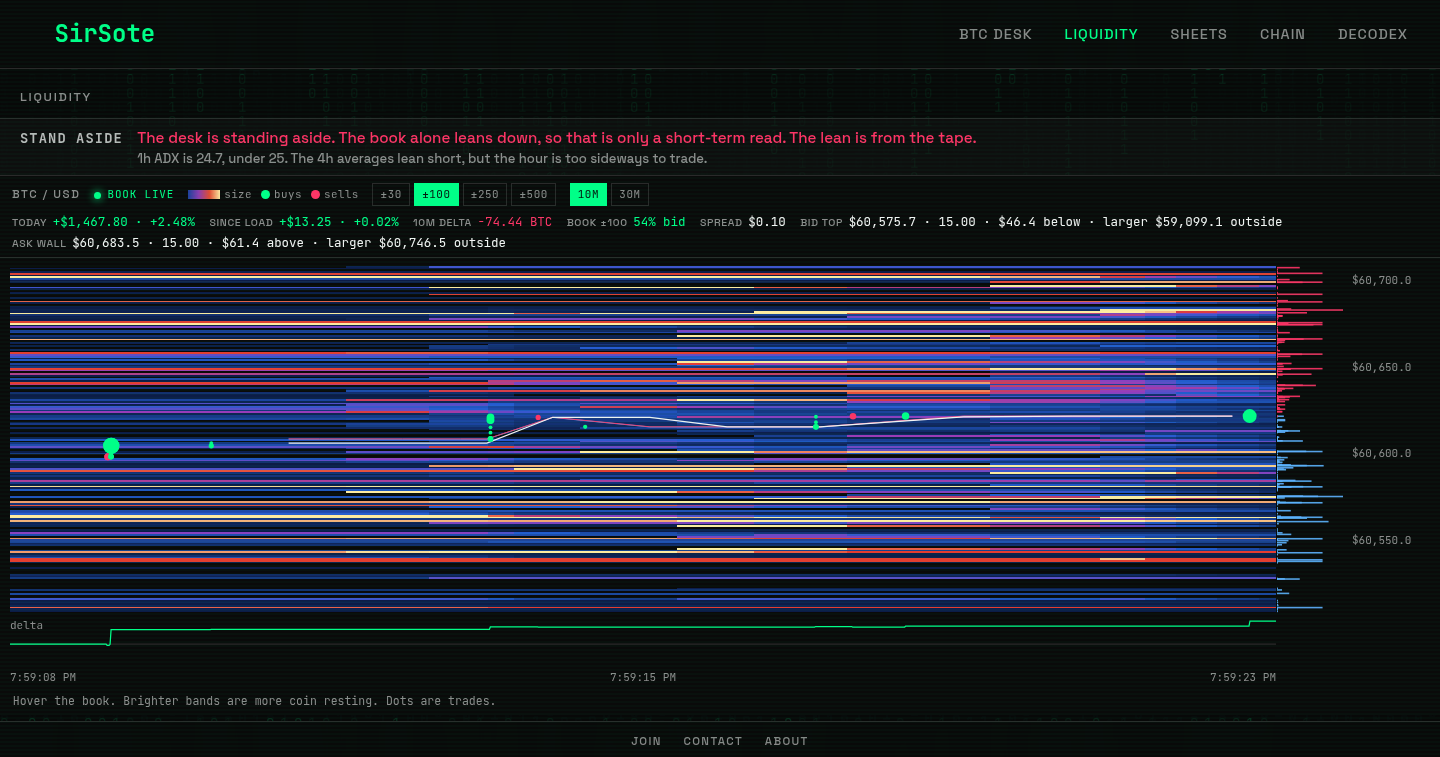 SirSote
BTC DESK LIQUIDITY SHEETS CHAIN DECODEX
LIQUIDITY
STAND ASIDE The desk is standing aside. The book alone leans down, so that is only a short-term read. The lean is from the tape.
1h ADX is 24.7, under 25. The 4h averages lean short, but the hour is too sideways to trade.
BTC / USD BOOK LIVE size buys sells ±30 ±100 ±250 ±500 10M 30M
TODAY +$1,467.80 · +2.48% SINCE LOAD +$13.25 · +0.02% 10M DELTA -74.44 BTC BOOK ±100 54% bid SPREAD $0.10 BID TOP $60,575.7 · 15.00 · $46.4 below · larger $59,099.1 outside
ASK WALL $60,683.5 · 15.00 · $61.4 above · larger $60,746.5 outside
$60,700.0
$60,650.0
$60,600.0
$60,550.0
delta
7:59:08 PM 7:59:15 PM 7:59:23 PM
Hover the book. Brighter bands are more coin resting. Dots are trades.
JOIN CONTACT ABOUT